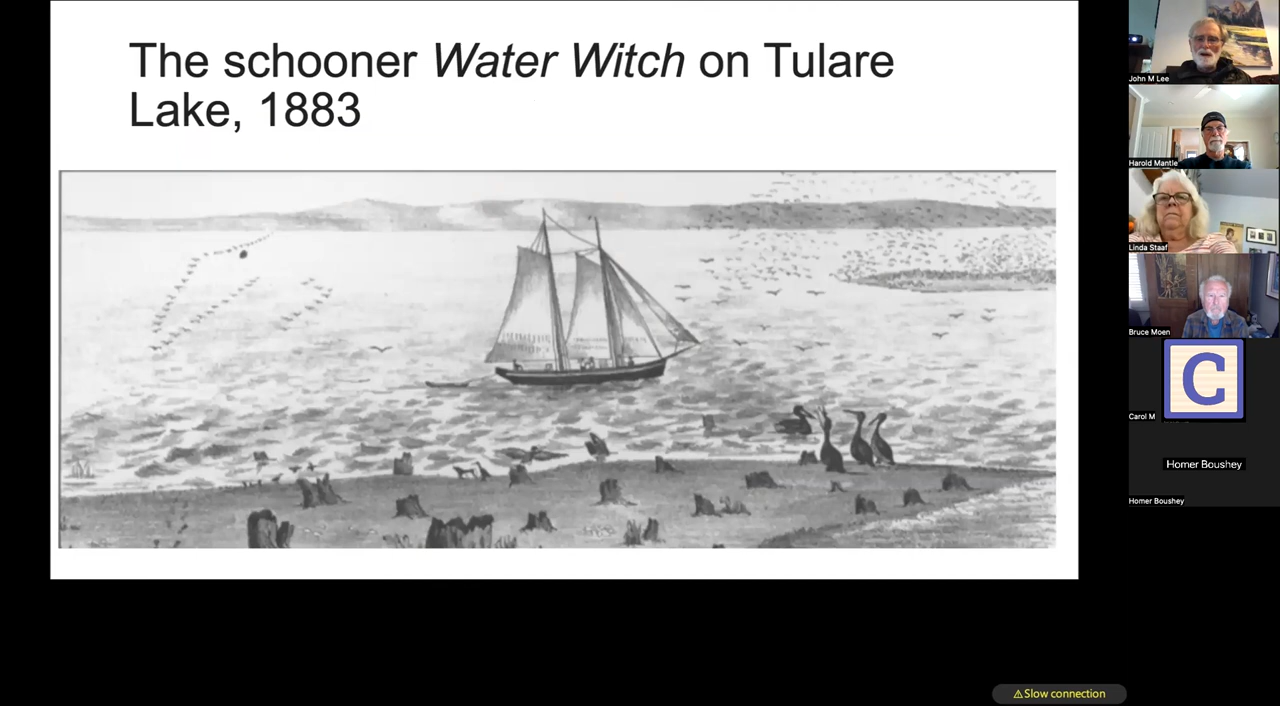 The schooner Water Witch on Tulare
Lake, 1883
John M Lee
Harold Mantle
Linda Staaf
Bruce Moen
C
Carol M
Homer Boushey
Homer Boushey
⚠Slow connection